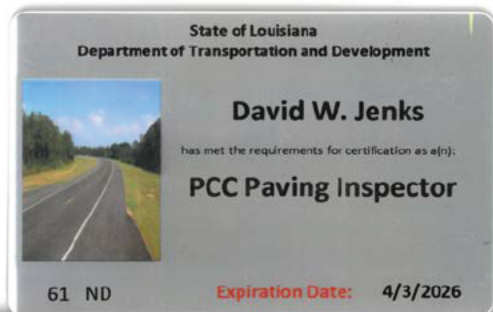 State of Louisiana
Department of Transportation and Development
David W. Jenks
has met the requirements for certification as a(n):
PCC Paving Inspector
61 ND
Expiration Date: 4/3/2026